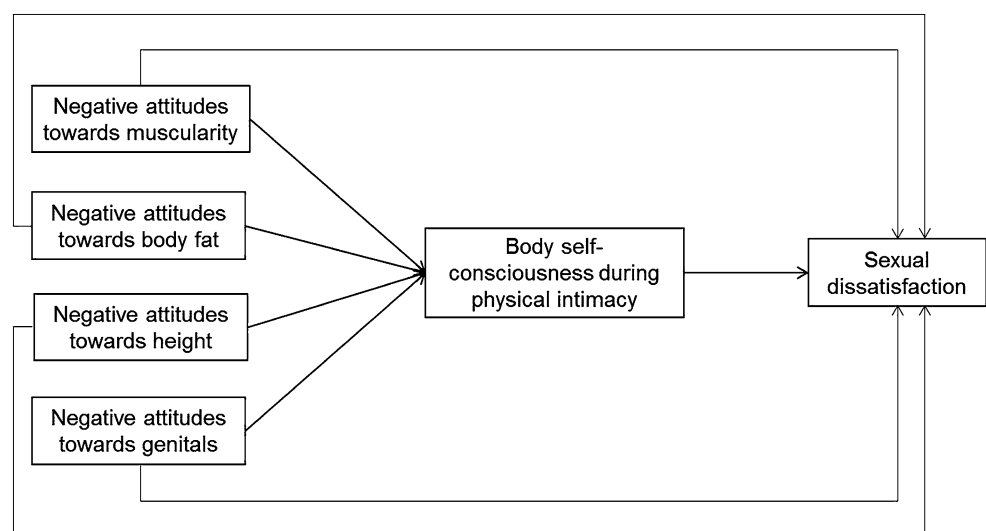 Negative attitudes
towards muscularity
Negative attitudes
towards body fat
Negative attitudes
towards height
Negative attitudes
towards genitals
Body self-
consciousness during
physical intimacy
Sexual
dissatisfaction